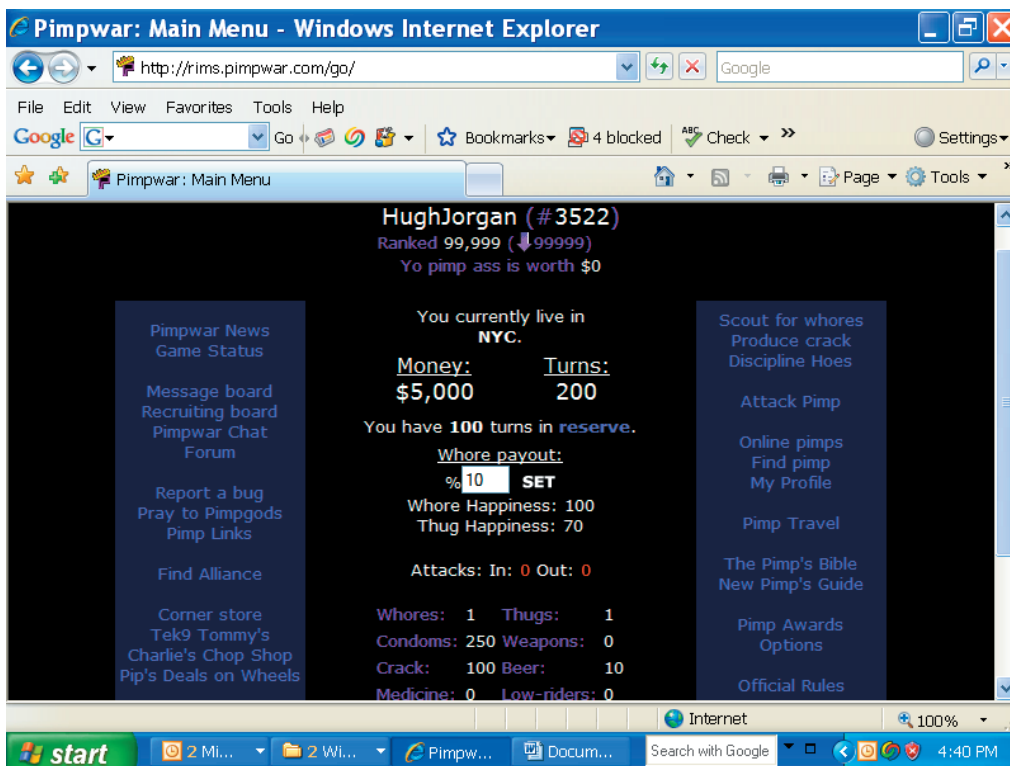 Pimpwar: Main Menu - Windows Internet Explorer
http://rims.pimpwar.com/go/
Google
File Edit View Favorites Tools Help
Google G Go Bookmarks 4 blocked ABC Check » Settings
Pimpwar: Main Menu Page Tools »
HughJorgan (#3522)
Ranked 99,999 (99999)
Yo pimp ass is worth $0
Pimpwar News
Game Status
Message board
Recruiting board
Pimpwar Chat
Forum
Report a bug
Pray to Pimpgods
Pimp Links
Find Alliance
Corner store
Tek9 Tommy's
Charlie's Chop Shop
Pip's Deals on Wheels
You currently live in
NYC.
Money: Turns:
$5,000 200
You have 100 turns in reserve.
Whore payout:
% 10 SET
Whore Happiness: 100
Thug Happiness: 70
Attacks: In: 0 Out: 0
Whores: 1 Thugs: 1
Condoms: 250 Weapons: 0
Crack: 100 Beer: 10
Medicine: 0 Low-riders: 0
Scout for whores
Produce crack
Discipline Hoes
Attack Pimp
Online pimps
Find pimp
My Profile
Pimp Travel
The Pimp's Bible
New Pimp's Guide
Pimp Awards
Options
Official Rules
Internet 100%
start 2 Mi... 2 Wi... Pimpw... Docum... Search with Google 4:40 PM